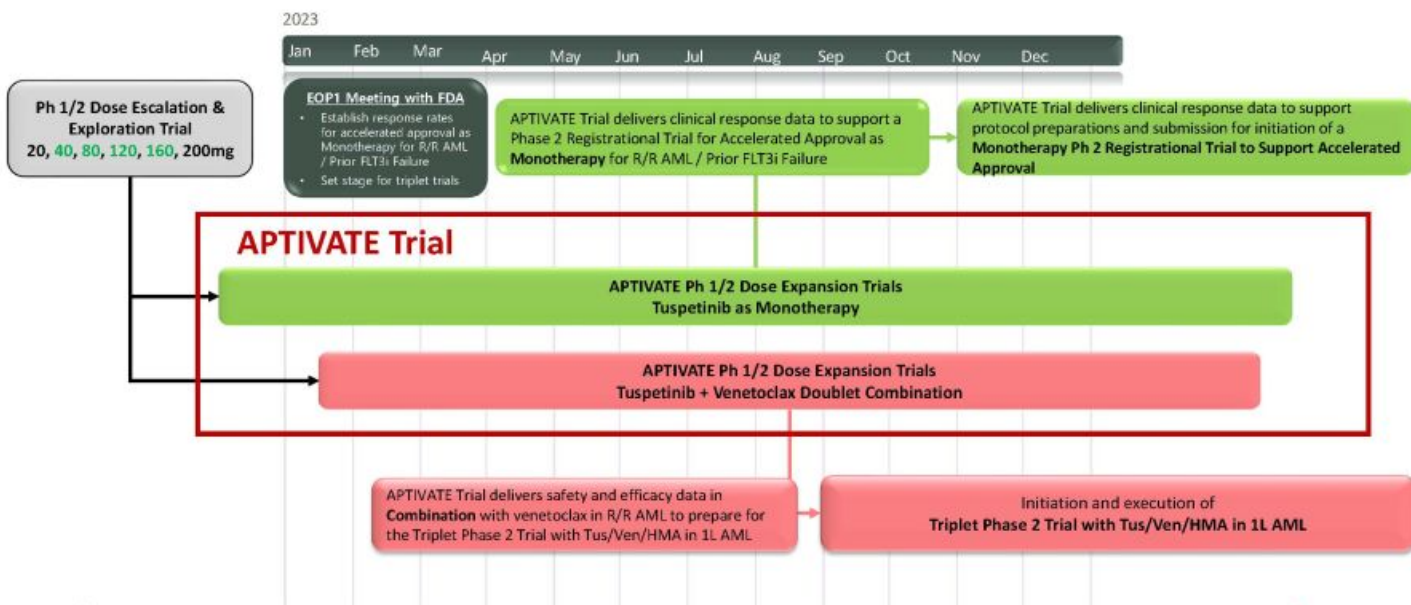 2023
Jan Feb Mar Apr May Jun Jul Aug Sep Oct Nov Dec
Ph 1/2 Dose Escalation &
Exploration Trial
20, 40, 80, 120, 160, 200mg
EOP1 Meeting with FDA
• Establish response rates
for accelerated approval as
Monotherapy for R/R AML
/ Prior FLT3i Failure
• Set stage for triplet trials
APTIVATE Trial delivers clinical response data to support a
Phase 2 Registrational Trial for Accelerated Approval as
Monotherapy for R/R AML / Prior FLT3i Failure
APTIVATE Trial delivers clinical response data to support
protocol preparations and submission for initiation of a
Monotherapy Ph 2 Registrational Trial to Support Accelerated
Approval
APTIVATE Trial
APTIVATE Ph 1/2 Dose Expansion Trials
Tuspetinib as Monotherapy
APTIVATE Ph 1/2 Dose Expansion Trials
Tuspetinib + Venetoclax Doublet Combination
APTIVATE Trial delivers safety and efficacy data in
Combination with venetoclax in R/R AML to prepare for
the Triplet Phase 2 Trial with Tus/Ven/HMA in 1L AML
Initiation and execution of
Triplet Phase 2 Trial with Tus/Ven/HMA in 1L AML